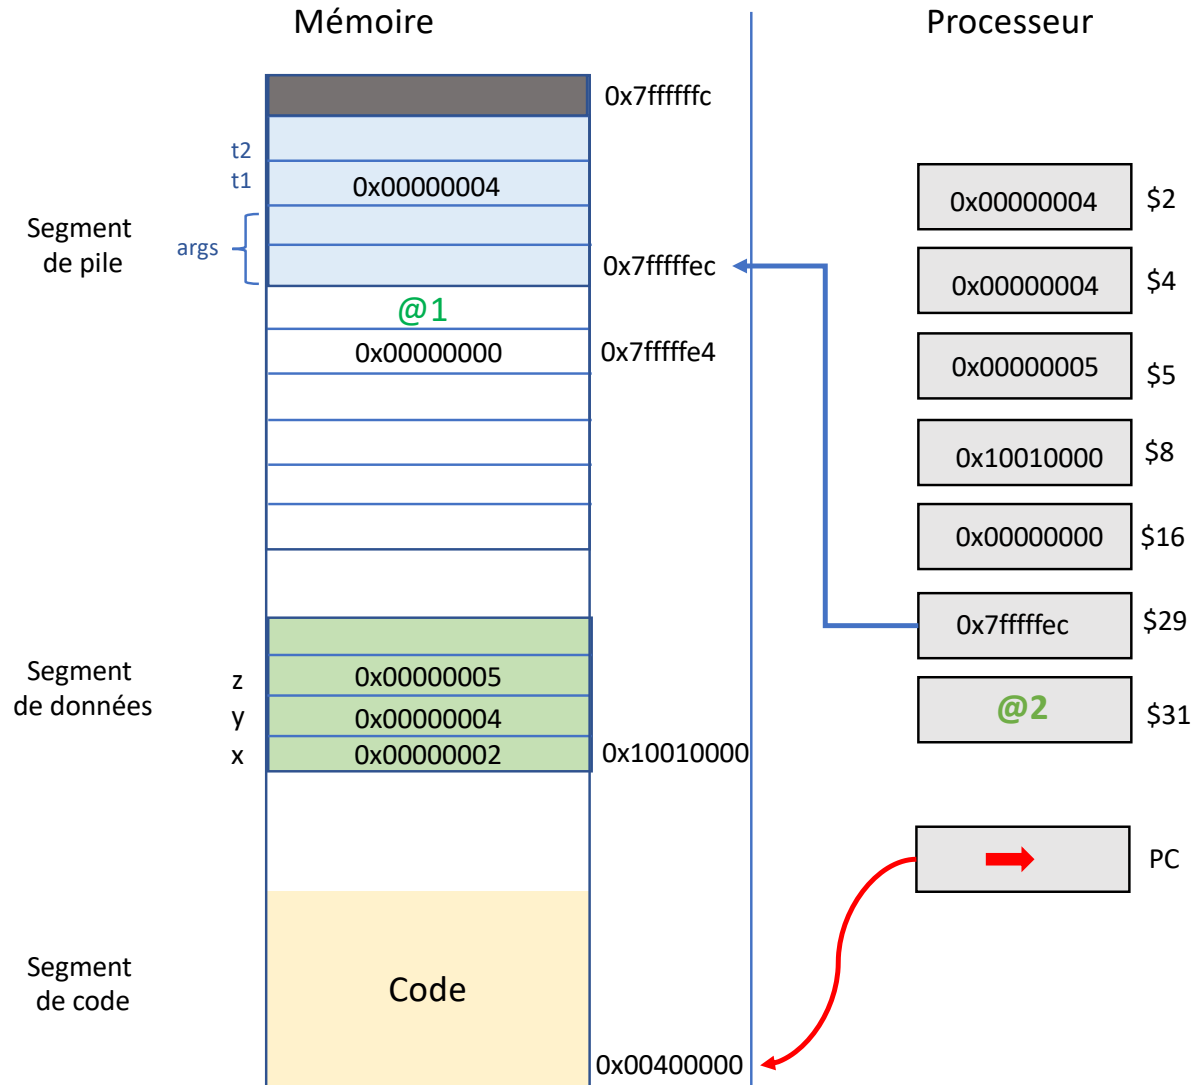 Mémoire
Processeur
0x7ffffffc
t2
t1
0x00000004
0x00000004
$2
Segment
de pile
args
0x7fffffec
0x00000004
$4
@1
0x00000000
0x7fffffe4
0x00000005
$5
0x10010000
$8
0x00000000
$16
0x7fffffec
$29
Segment
de données
z
0x00000005
y
0x00000004
x
0x00000002
0x10010000
@2
$31
PC
Segment
de code
Code
0x00400000